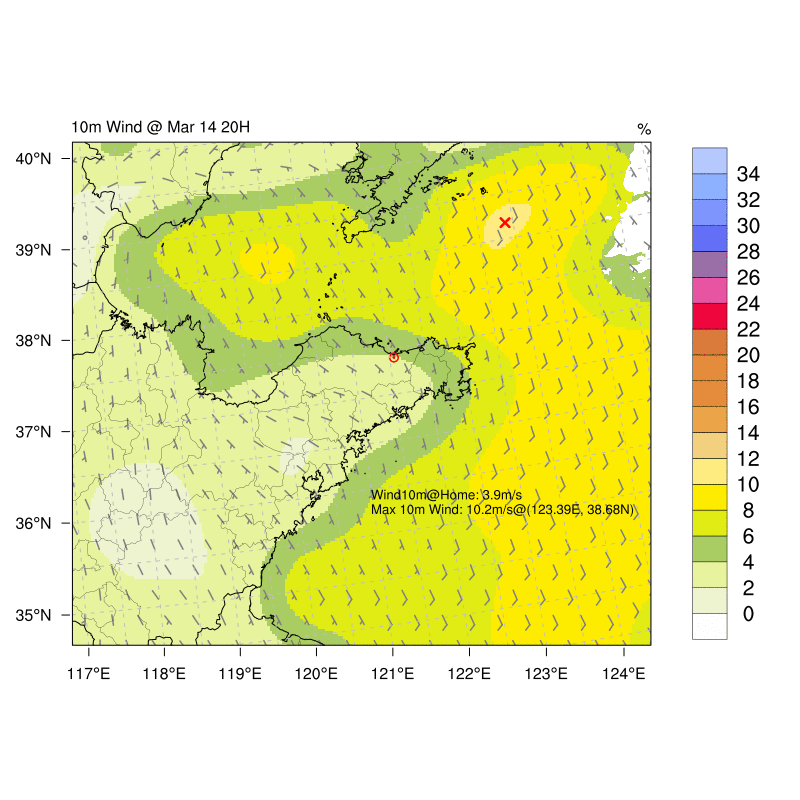 10m Wind @ Mar 14 20H
%
40°N
39°N
38°N
37°N
36°N
35°N
117°E 118°E 119°E 120°E 121°E 122°E 123°E 124°E
Wind10m@Home: 3.9m/s
Max 10m Wind: 10.2m/s@(123.39E, 38.68N)
34
32
30
28
26
24
22
20
18
16
14
12
10
8
6
4
2
0